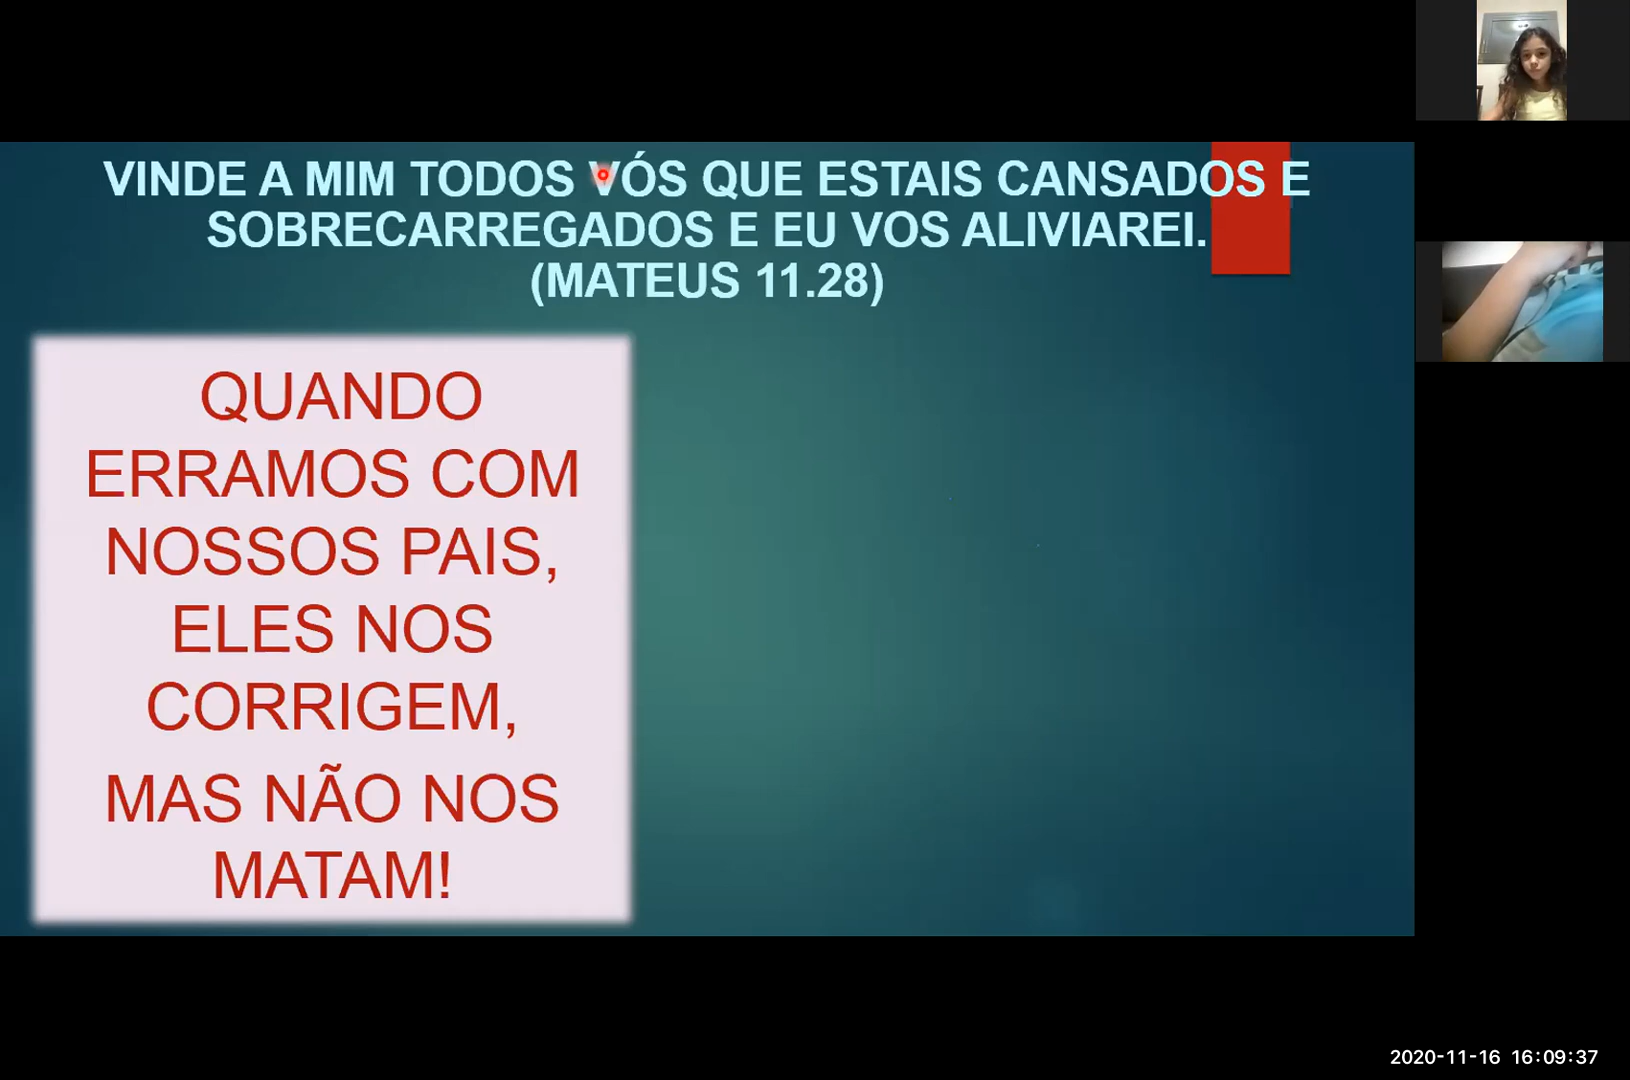 VINDE A MIM TODOS VÓS QUE ESTAIS CANSADOS E
SOBRECARREGADOS E EU VOS ALIVIAREI.
(MATEUS 11.28)
QUANDO
ERRAMOS COM
NOSSOS PAIS,
ELES NOS
CORRIGEM,
MAS NÃO NOS
MATAM!
2020-11-16 16:09:37